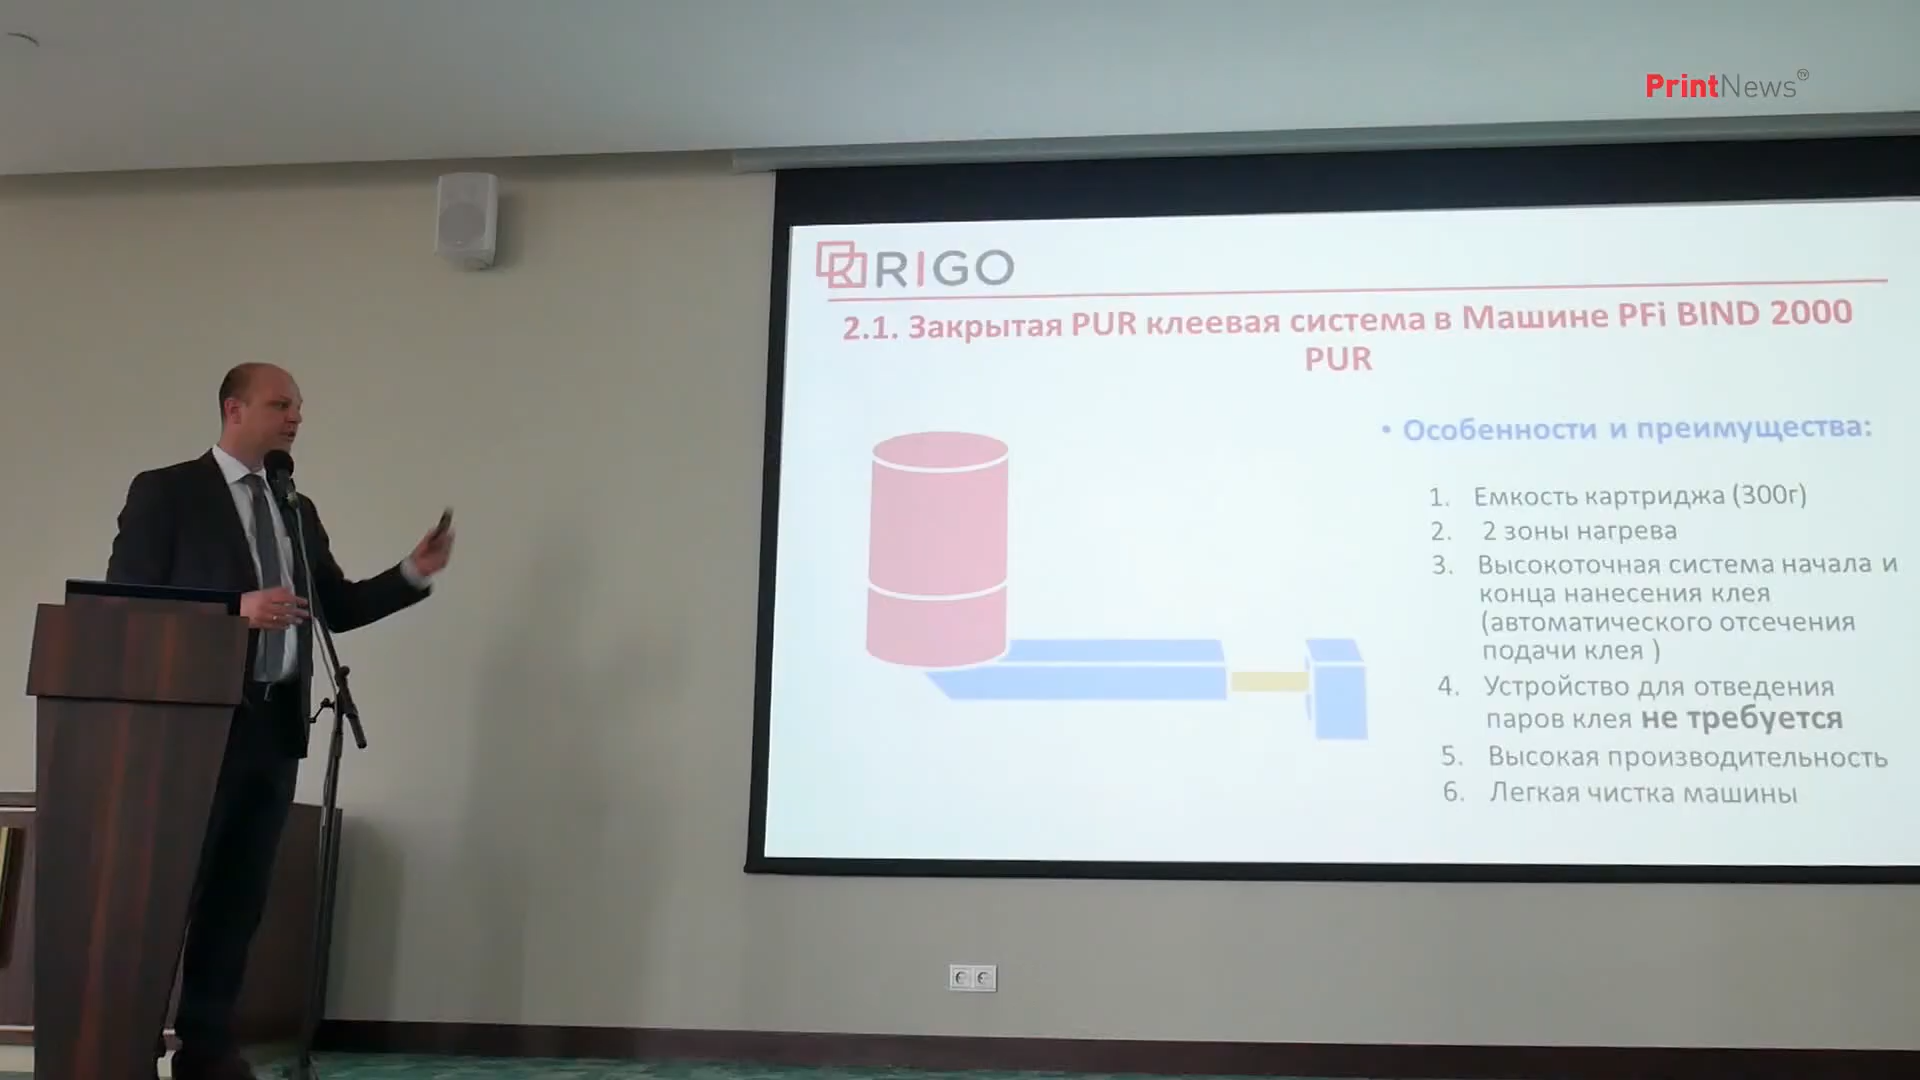 PrintNews TV
RIGO
2.1. Закрытая PUR клеевая система в Машине PFi BIND 2000
PUR
• Особенности и преимущества:
1. Емкость картриджа (300г)
2. 2 зоны нагрева
3. Высокоточная система начала и
конца нанесения клея
(автоматического отсечения
подачи клея )
4. Устройство для отведения
паров клея не требуется
5. Высокая производительность
6. Легкая чистка машины